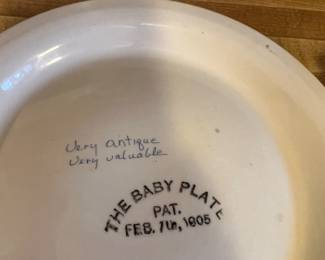 Very antique
very valuable
THE BABY PLATE
PAT.
FEB. 7th, 1905